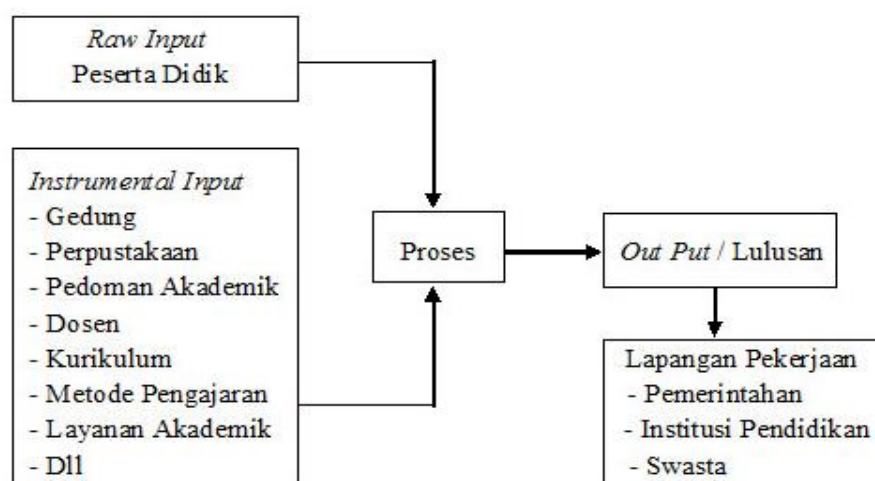 Raw Input
Peserta Didik
Instrumental Input
- Gedung
- Perpustakaan
- Pedoman Akademik
- Dosen
- Kurikulum
- Metode Pengajaran
- Layanan Akademik
- Dll
Proses
Out Put / Lulusan
Lapangan Pekerjaan
- Pemerintahan
- Institusi Pendidikan
- Swasta